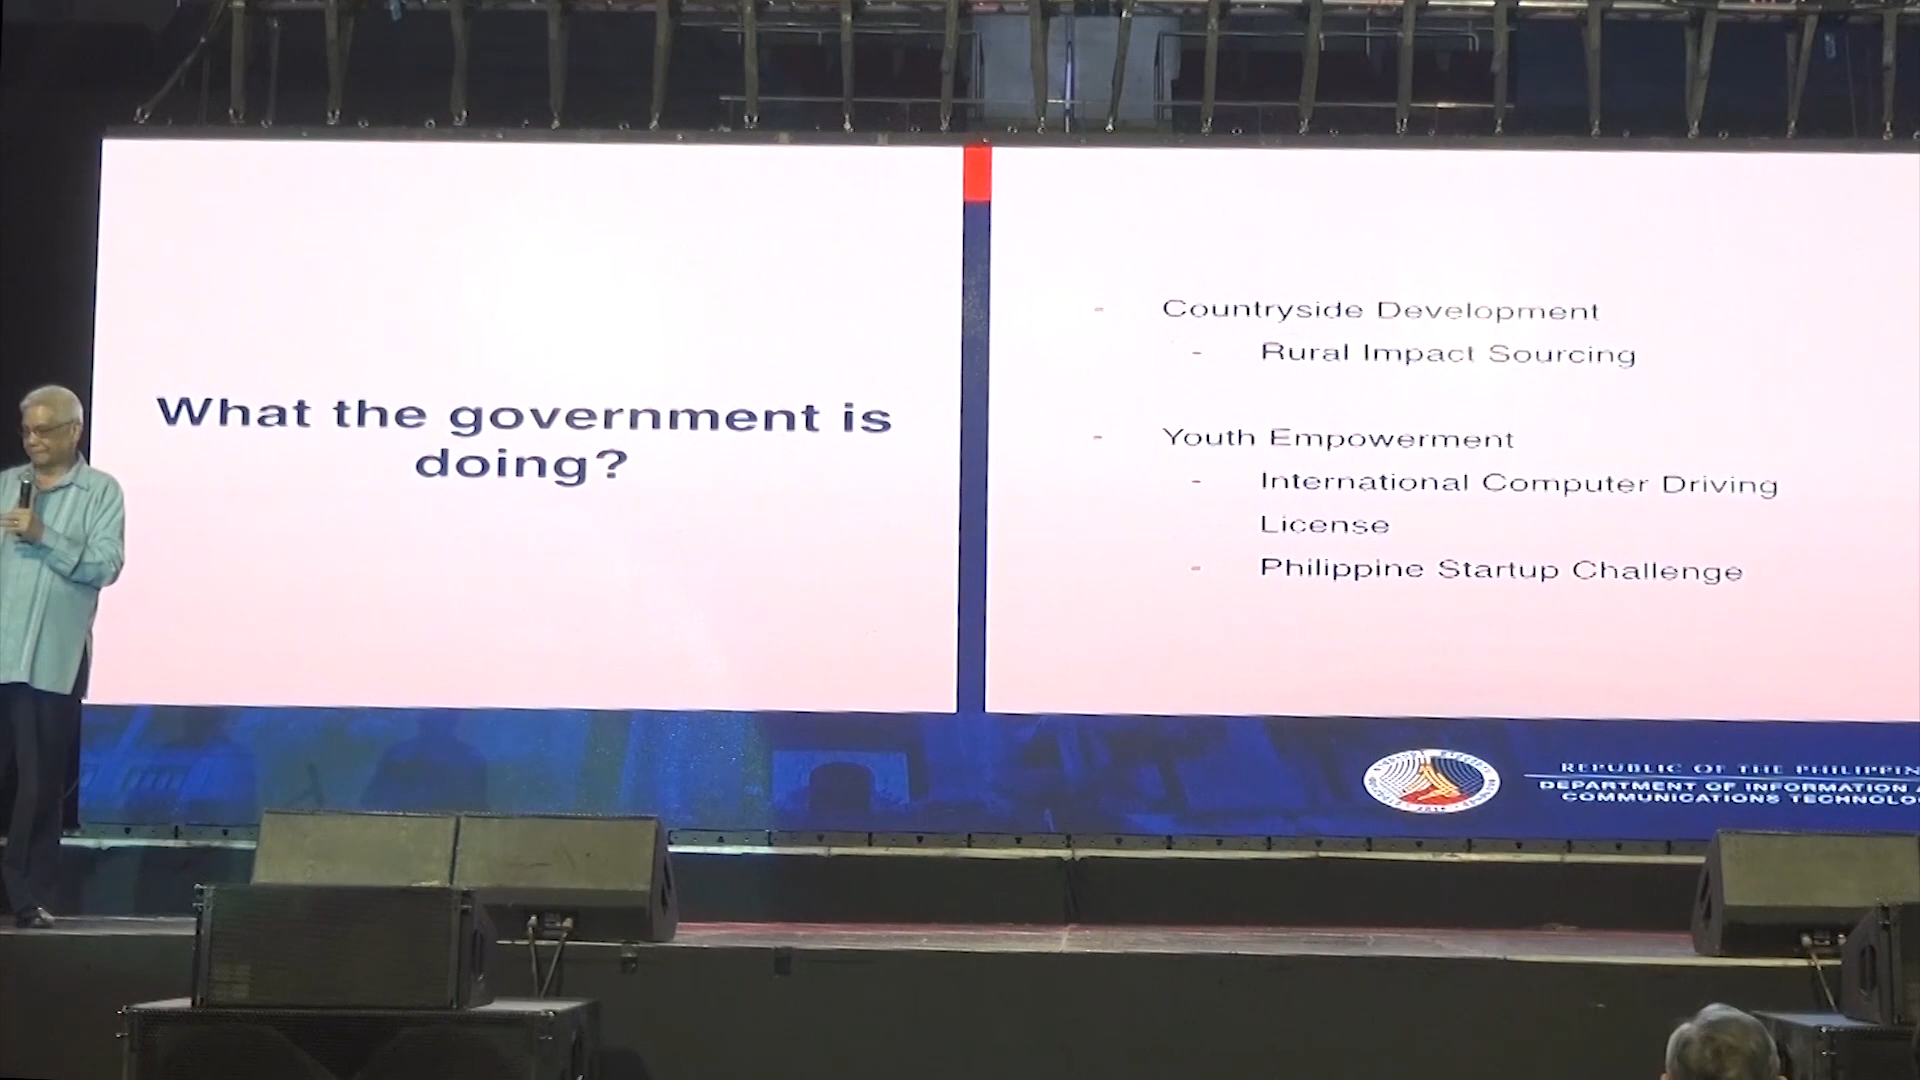 What the government is
doing?
- Countryside Development
- Rural Impact Sourcing
- Youth Empowerment
- International Computer Driving
License
- Philippine Startup Challenge
REPUBLIC OF THE PHILIPPIN
DEPARTMENT OF INFORMATION A
COMMUNICATIONS TECHNOLO